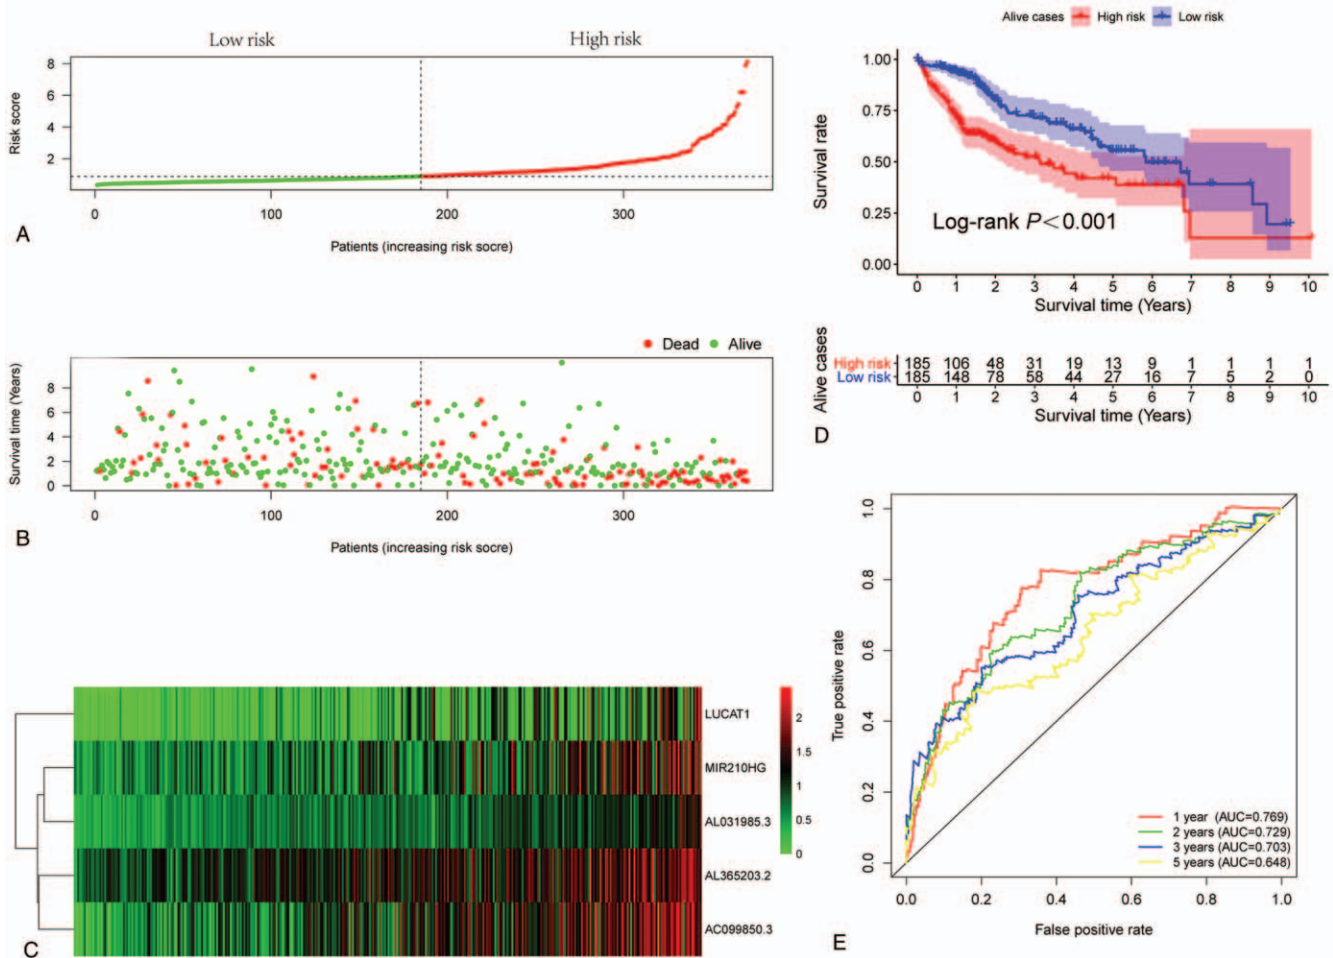 Low risk High risk
Risk score
8
6
4
2
0 100 200 300
A
Patients (increasing risk socre)
Dead Alive
Survival time (Years)
8
6
4
2
0
0 100 200 300
B
Patients (increasing risk socre)
LUCAT1
MIR210HG
AL031985.3
AL365203.2
AC099850.3
2
1.5
1
0.5
0
C
Alive cases High risk Low risk
Survival rate
1.00
0.75
0.50
0.25
0.00
Log-rank P<0.001
0 1 2 3 4 5 6 7 8 9 10
Survival time (Years)
Alive cases
High risk 185 106 48 31 19 13 9 1 1 1 1
Low risk 185 148 78 58 44 27 16 7 5 2 0
0 1 2 3 4 5 6 7 8 9 10
Survival time (Years)
D
True positive rate
1.0
0.8
0.6
0.4
0.2
0.0
1 year (AUC=0.769)
2 years (AUC=0.729)
3 years (AUC=0.703)
5 years (AUC=0.648)
0.0 0.2 0.4 0.6 0.8 1.0
False positive rate
E